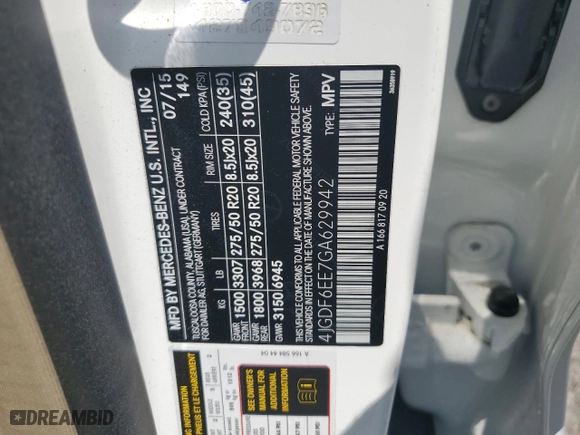 MFD BY MERCEDES-BENZ U.S. INTL., INC 07/15
TUSCALOOSA COUNTY, ALABAMA (USA), UNDER CONTRACT 149
FOR DAIMLER AG, STUTTGART (GERMANY)
KG LB TIRES RIM SIZE COLD KPA (PSI)
GAWR FRONT 1500 3307 275/50 R20 8.5Jx20 240(35)
GAWR REAR 1800 3968 275/50 R20 8.5Jx20 310(45)
GVWR 3150 6945
THIS VEHICLE CONFORMS TO ALL APPLICABLE FEDERAL MOTOR VEHICLE SAFETY
STANDARDS IN EFFECT ON THE DATE OF MANUFACTURE SHOWN ABOVE.
4JGDF6EE7GA629942 TYPE: MPV
A 166 817 09 20
A 166 584 44 04
SEE OWNER'S
MANUAL FOR
ADDITIONAL
INFORMATION
DREAMBID